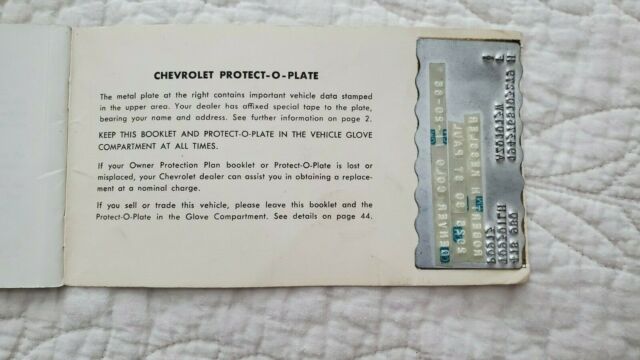 CHEVROLET PROTECT-O-PLATE
The metal plate at the right contains important vehicle data stamped
in the upper area. Your dealer has affixed special tape to the plate,
bearing your name and address. See further information on page 2.
KEEP THIS BOOKLET AND PROTECT-O-PLATE IN THE VEHICLE GLOVE
COMPARTMENT AT ALL TIMES.
If your Owner Protection Plan booklet or Protect-O-Plate is lost or
misplaced, your Chevrolet dealer can assist you in obtaining a replace-
ment at a nominal charge.
If you sell or trade this vehicle, please leave this booklet and the
Protect-O-Plate in the Glove Compartment. See details on page 44.
ROBERT H
ST PAUL
DENVER COLO